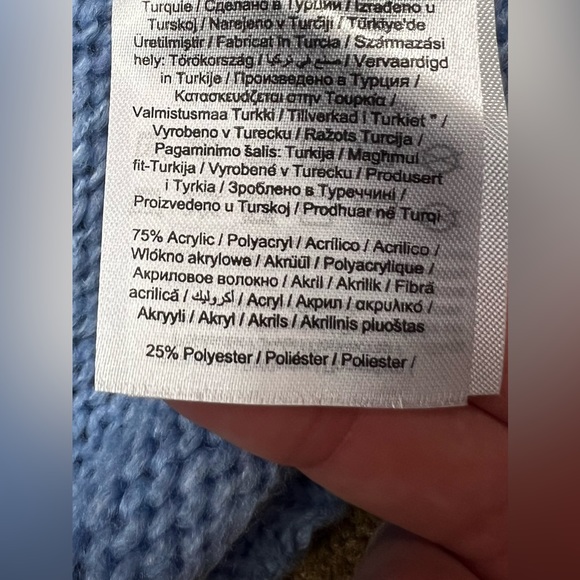 Turquie / Сделано в Турции / Izrađeno u
Turskoj / Narejeno v Turčiji / Türkiye'de
Üretilmiştir / Fabricat în Turcia / Származási
hely: Törökország / صنع في تركيا / Vervaardigd
in Turkije / Произведено в Турция /
Κατασκευάζεται στην Τουρκία /
Valmistusmaa Turkki / Tillverkad I Turkiet " /
Vyrobeno v Turecku / Ražots Turcija /
Pagaminimo šalis: Turkija / Magħmul
fit-Turkija / Vyrobené v Turecku / Produsert
i Tyrkia / Зроблено в Туреччині /
Proizvedeno u Turskoj / Prodhuar në Turqi
75% Acrylic / Polyacryl / Acrílico / Acrilico /
Włókno akrylowe / Akrüül / Polyacrylique /
Акриловое волокно / Akril / Akrilik / Fibră
acrilică / أكروليك / Acryl / Акрил / ακρυλικό /
Akryyli / Akryl / Akrils / Akrilinis pluoštas
25% Polyester / Poliéster / Poliester /